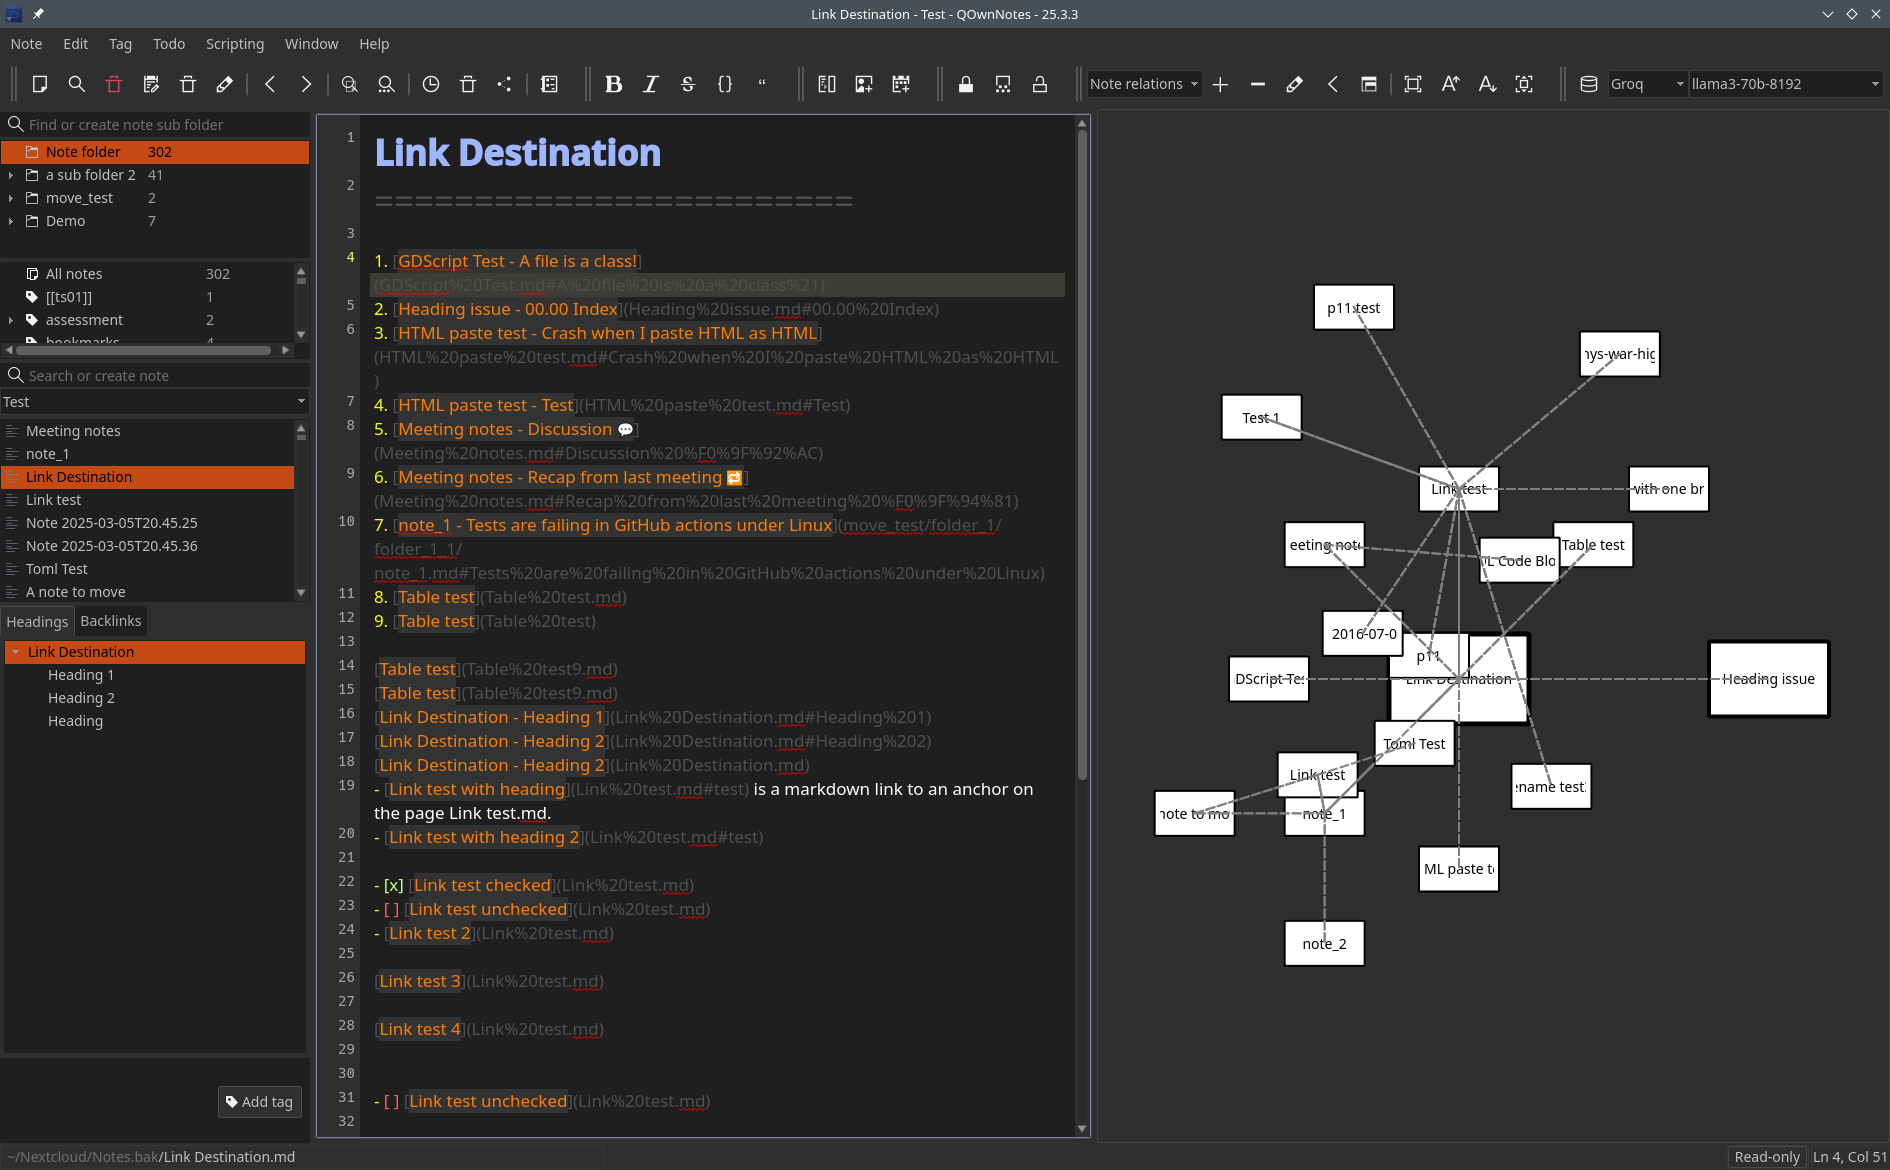 Link Destination - Test - QOwnNotes - 25.3.3
Note Edit Tag Todo Scripting Window Help
Note relations
Groq
llama3-70b-8192
Find or create note sub folder
Note folder 302
a sub folder 2 41
move_test 2
Demo 7
All notes 302
[[ts01]] 1
assessment 2
bookmarks 4
Search or create note
Test
Meeting notes
note_1
Link Destination
Link test
Note 2025-03-05T20.45.25
Note 2025-03-05T20.45.36
Toml Test
A note to move
Headings Backlinks
Link Destination
Heading 1
Heading 2
Heading
Add tag
1 Link Destination
2 ========================
3
4 1. [GDScript Test - A file is a class!]
(GDScript%20Test.md#A%20file%20is%20a%20class%21)
5 2. [Heading issue - 00.00 Index](Heading%20issue.md#00.00%20Index)
6 3. [HTML paste test - Crash when I paste HTML as HTML]
(HTML%20paste%20test.md#Crash%20when%20I%20paste%20HTML%20as%20HTML
)
7 4. [HTML paste test - Test](HTML%20paste%20test.md#Test)
8 5. [Meeting notes - Discussion 💬]
(Meeting%20notes.md#Discussion%20%F0%9F%92%AC)
9 6. [Meeting notes - Recap from last meeting 🔁]
(Meeting%20notes.md#Recap%20from%20last%20meeting%20%F0%9F%94%81)
10 7. [note_1 - Tests are failing in GitHub actions under Linux](move_test/folder_1/
folder_1_1/
note_1.md#Tests%20are%20failing%20in%20GitHub%20actions%20under%20Linux)
11 8. [Table test](Table%20test.md)
12 9. [Table test](Table%20test)
13
14 [Table test](Table%20test9.md)
15 [Table test](Table%20test9.md)
16 [Link Destination - Heading 1](Link%20Destination.md#Heading%201)
17 [Link Destination - Heading 2](Link%20Destination.md#Heading%202)
18 [Link Destination - Heading 2](Link%20Destination.md)
19 - [Link test with heading](Link%20test.md#test) is a markdown link to an anchor on
the page Link test.md.
20 - [Link test with heading 2](Link%20test.md#test)
21
22 - [x] [Link test checked](Link%20test.md)
23 - [ ] [Link test unchecked](Link%20test.md)
24 - [Link test 2](Link%20test.md)
25
26 [Link test 3](Link%20test.md)
27
28 [Link test 4](Link%20test.md)
29
30
31 - [ ] [Link test unchecked](Link%20test.md)
32
p11 test
nys-war-hig
Test 1
Link test
with one br
eeting note
L Code Blo
Table test
2016-07-0
p11
DScript Tes
Link Destination
Heading issue
Toml Test
Link test
ename test
note to mo
note_1
ML paste te
note_2
~/Nextcloud/Notes.bak/Link Destination.md
Read-only
Ln 4, Col 51